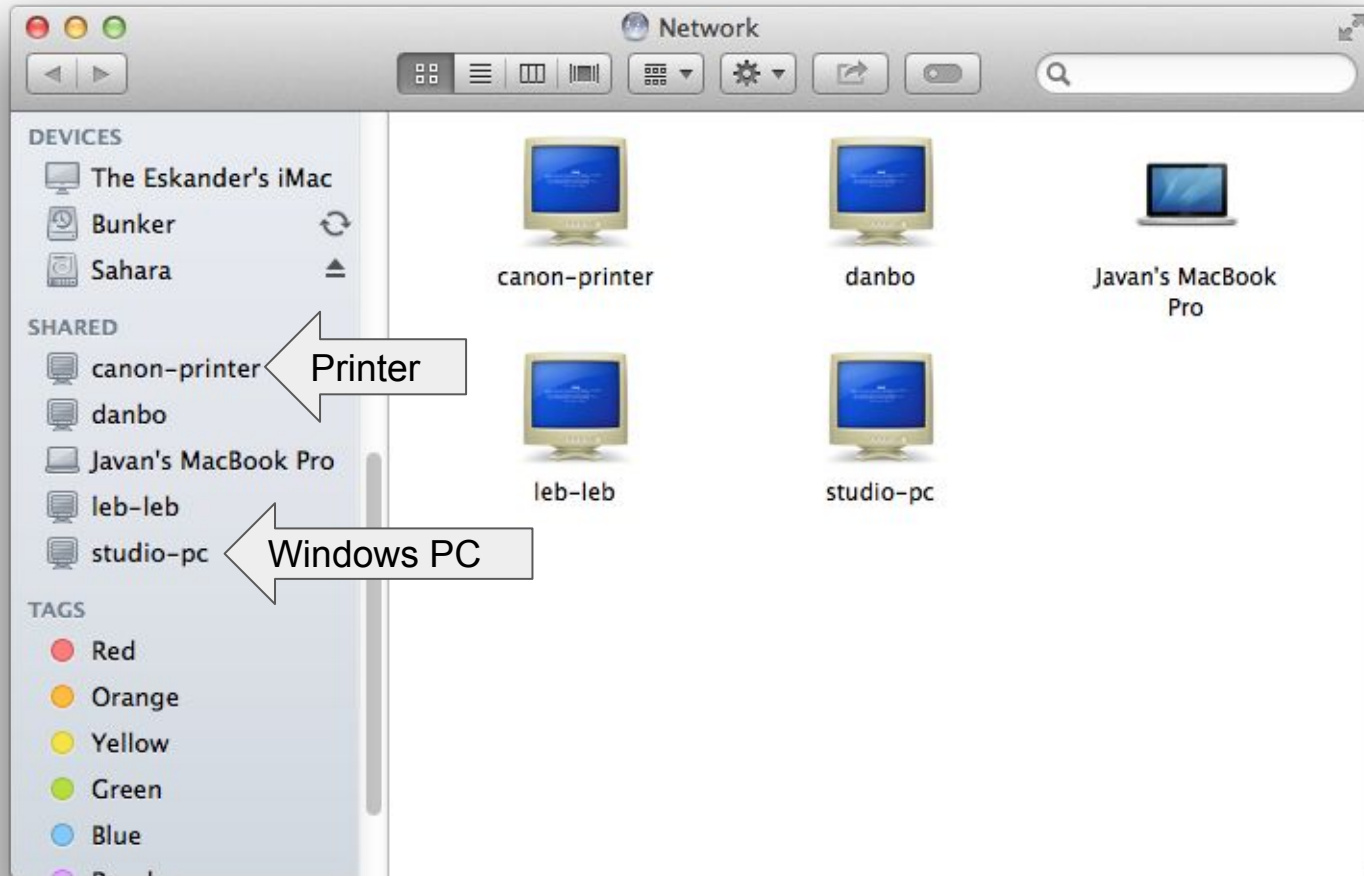 Network
DEVICES
The Eskander's iMac
Bunker
Sahara
SHARED
canon-printer
Printer
danbo
Javan's MacBook Pro
leb-leb
studio-pc
Windows PC
TAGS
Red
Orange
Yellow
Green
Blue
canon-printer
danbo
Javan's MacBook
Pro
leb-leb
studio-pc